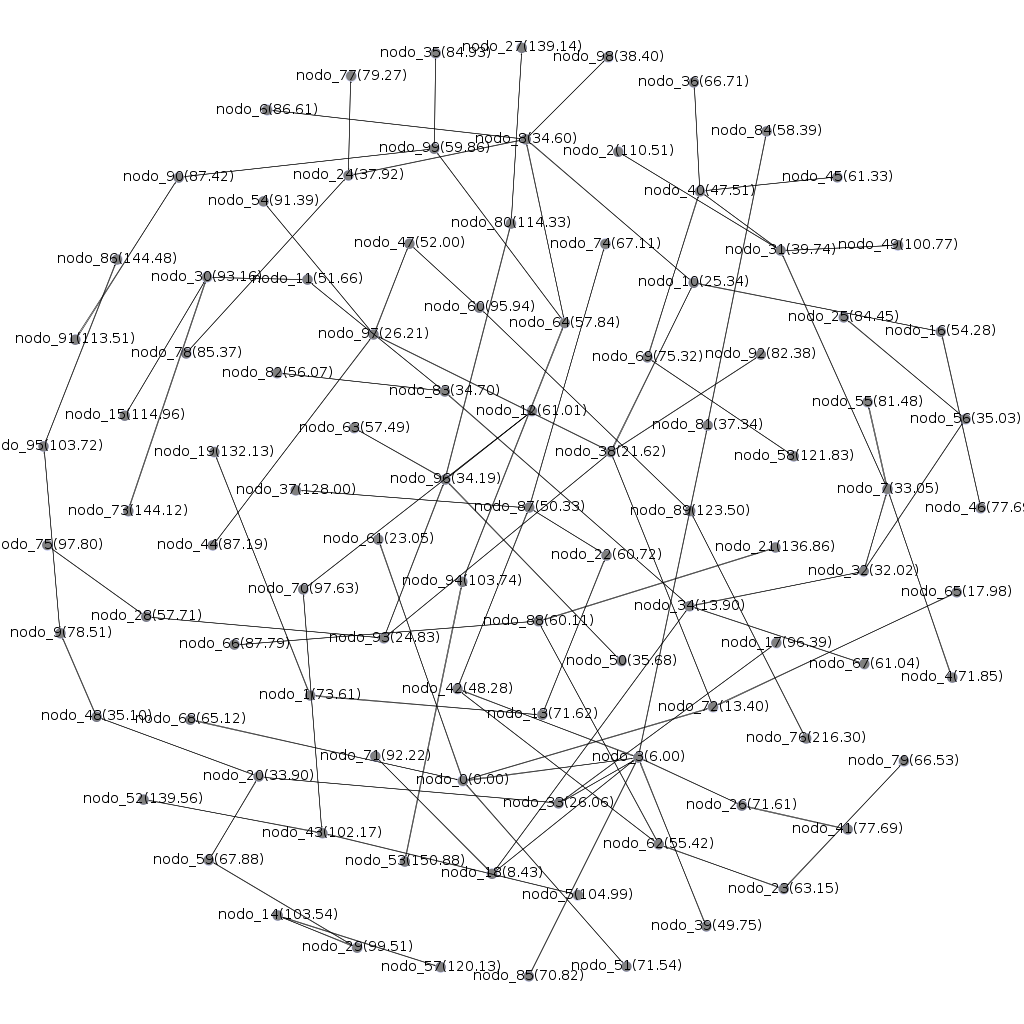 nodo_27(139.14)
nodo_35(84.93)
nodo_98(38.40)
nodo_77(79.27)
nodo_36(66.71)
nodo_6(86.61)
nodo_84(58.39)
nodo_8(34.60)
nodo_99(59.86)
nodo_2(110.51)
nodo_24(37.92)
nodo_90(87.42)
nodo_45(61.33)
nodo_40(47.51)
nodo_54(91.39)
nodo_80(114.33)
nodo_47(52.00)
nodo_74(67.11)
nodo_49(100.77)
nodo_31(39.74)
nodo_86(144.48)
nodo_30(93.16)
nodo_11(51.66)
nodo_10(25.34)
nodo_60(95.94)
nodo_25(84.45)
nodo_64(57.84)
nodo_16(54.28)
nodo_97(26.21)
nodo_91(113.51)
nodo_78(85.37)
nodo_69(75.32)
nodo_92(82.38)
nodo_82(56.07)
nodo_83(34.70)
nodo_55(81.48)
nodo_15(114.96)
nodo_12(61.01)
nodo_56(35.03)
nodo_63(57.49)
nodo_81(37.34)
do_95(103.72)
nodo_19(132.13)
nodo_38(21.62)
nodo_58(121.83)
nodo_96(34.19)
nodo_37(128.00)
nodo_7(33.05)
nodo_87(50.33)
nodo_46(77.69
nodo_73(144.12)
nodo_89(123.50)
nodo_61(23.05)
odo_75(97.80)
nodo_44(87.19)
nodo_21(136.86)
nodo_22(60.72)
nodo_32(32.02)
nodo_94(103.74)
nodo_70(97.63)
nodo_65(17.98)
nodo_34(13.90)
nodo_28(57.71)
nodo_88(60.11)
nodo_9(78.51)
nodo_93(24.83)
nodo_66(87.79)
nodo_17(96.39)
nodo_50(35.68)
nodo_67(61.04)
nodo_4(71.85)
nodo_42(48.28)
nodo_1(73.61)
nodo_72(13.40)
nodo_13(71.62)
nodo_48(35.10)
nodo_68(65.12)
nodo_76(216.30)
nodo_71(92.22)
nodo_3(6.00)
nodo_79(66.53)
nodo_20(33.90)
nodo_0(0.00)
nodo_52(139.56)
nodo_33(26.06)
nodo_26(71.61)
nodo_41(77.69)
nodo_43(102.17)
nodo_62(55.42)
nodo_59(67.88)
nodo_53(150.88)
nodo_18(8.43)
nodo_23(63.15)
nodo_5(104.99)
nodo_14(103.54)
nodo_39(49.75)
nodo_29(99.51)
nodo_57(120.13)
nodo_51(71.54)
nodo_85(70.82)